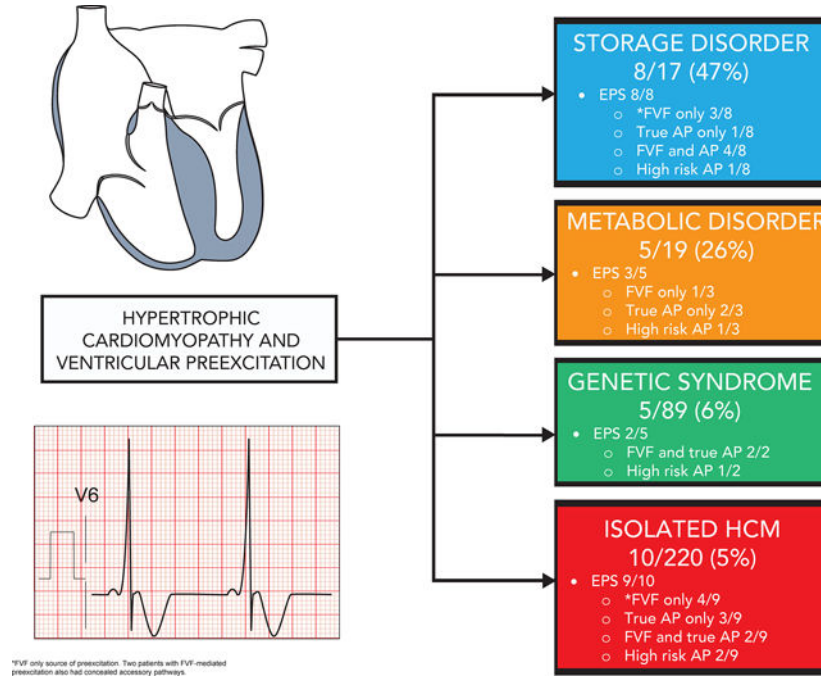 STORAGE DISORDER
8/17 (47%)
• EPS 8/8
○ *FVF only 3/8
○ True AP only 1/8
○ FVF and AP 4/8
○ High risk AP 1/8
METABOLIC DISORDER
5/19 (26%)
• EPS 3/5
○ FVF only 1/3
○ True AP only 2/3
○ High risk AP 1/3
HYPERTROPHIC
CARDIOMYOPATHY AND
VENTRICULAR PREEXCITATION
GENETIC SYNDROME
5/89 (6%)
• EPS 2/5
○ FVF and true AP 2/2
○ High risk AP 1/2
V6
ISOLATED HCM
10/220 (5%)
• EPS 9/10
○ *FVF only 4/9
○ True AP only 3/9
○ FVF and true AP 2/9
○ High risk AP 2/9
*FVF only source of preexcitation. Two patients with FVF-mediated
preexcitation also had concealed accessory pathways.